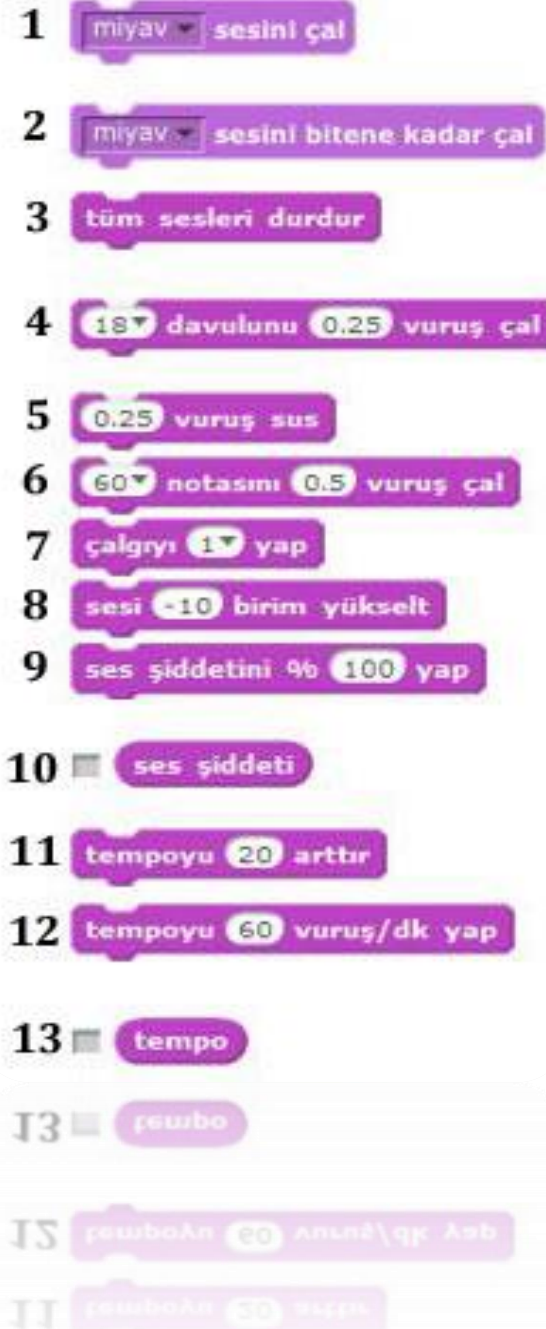 1 miyav sesini çal
2 miyav sesini bitene kadar çal
3 tüm sesleri durdur
4 18 davulunu 0.25 vuruş çal
5 0.25 vuruş sus
6 60 notasını 0.5 vuruş çal
7 çalgıyı 1 yap
8 sesi -10 birim yükselt
9 ses şiddetini % 100 yap
10 ses şiddeti
11 tempoyu 20 arttır
12 tempoyu 60 vuruş/dk yap
13 tempo